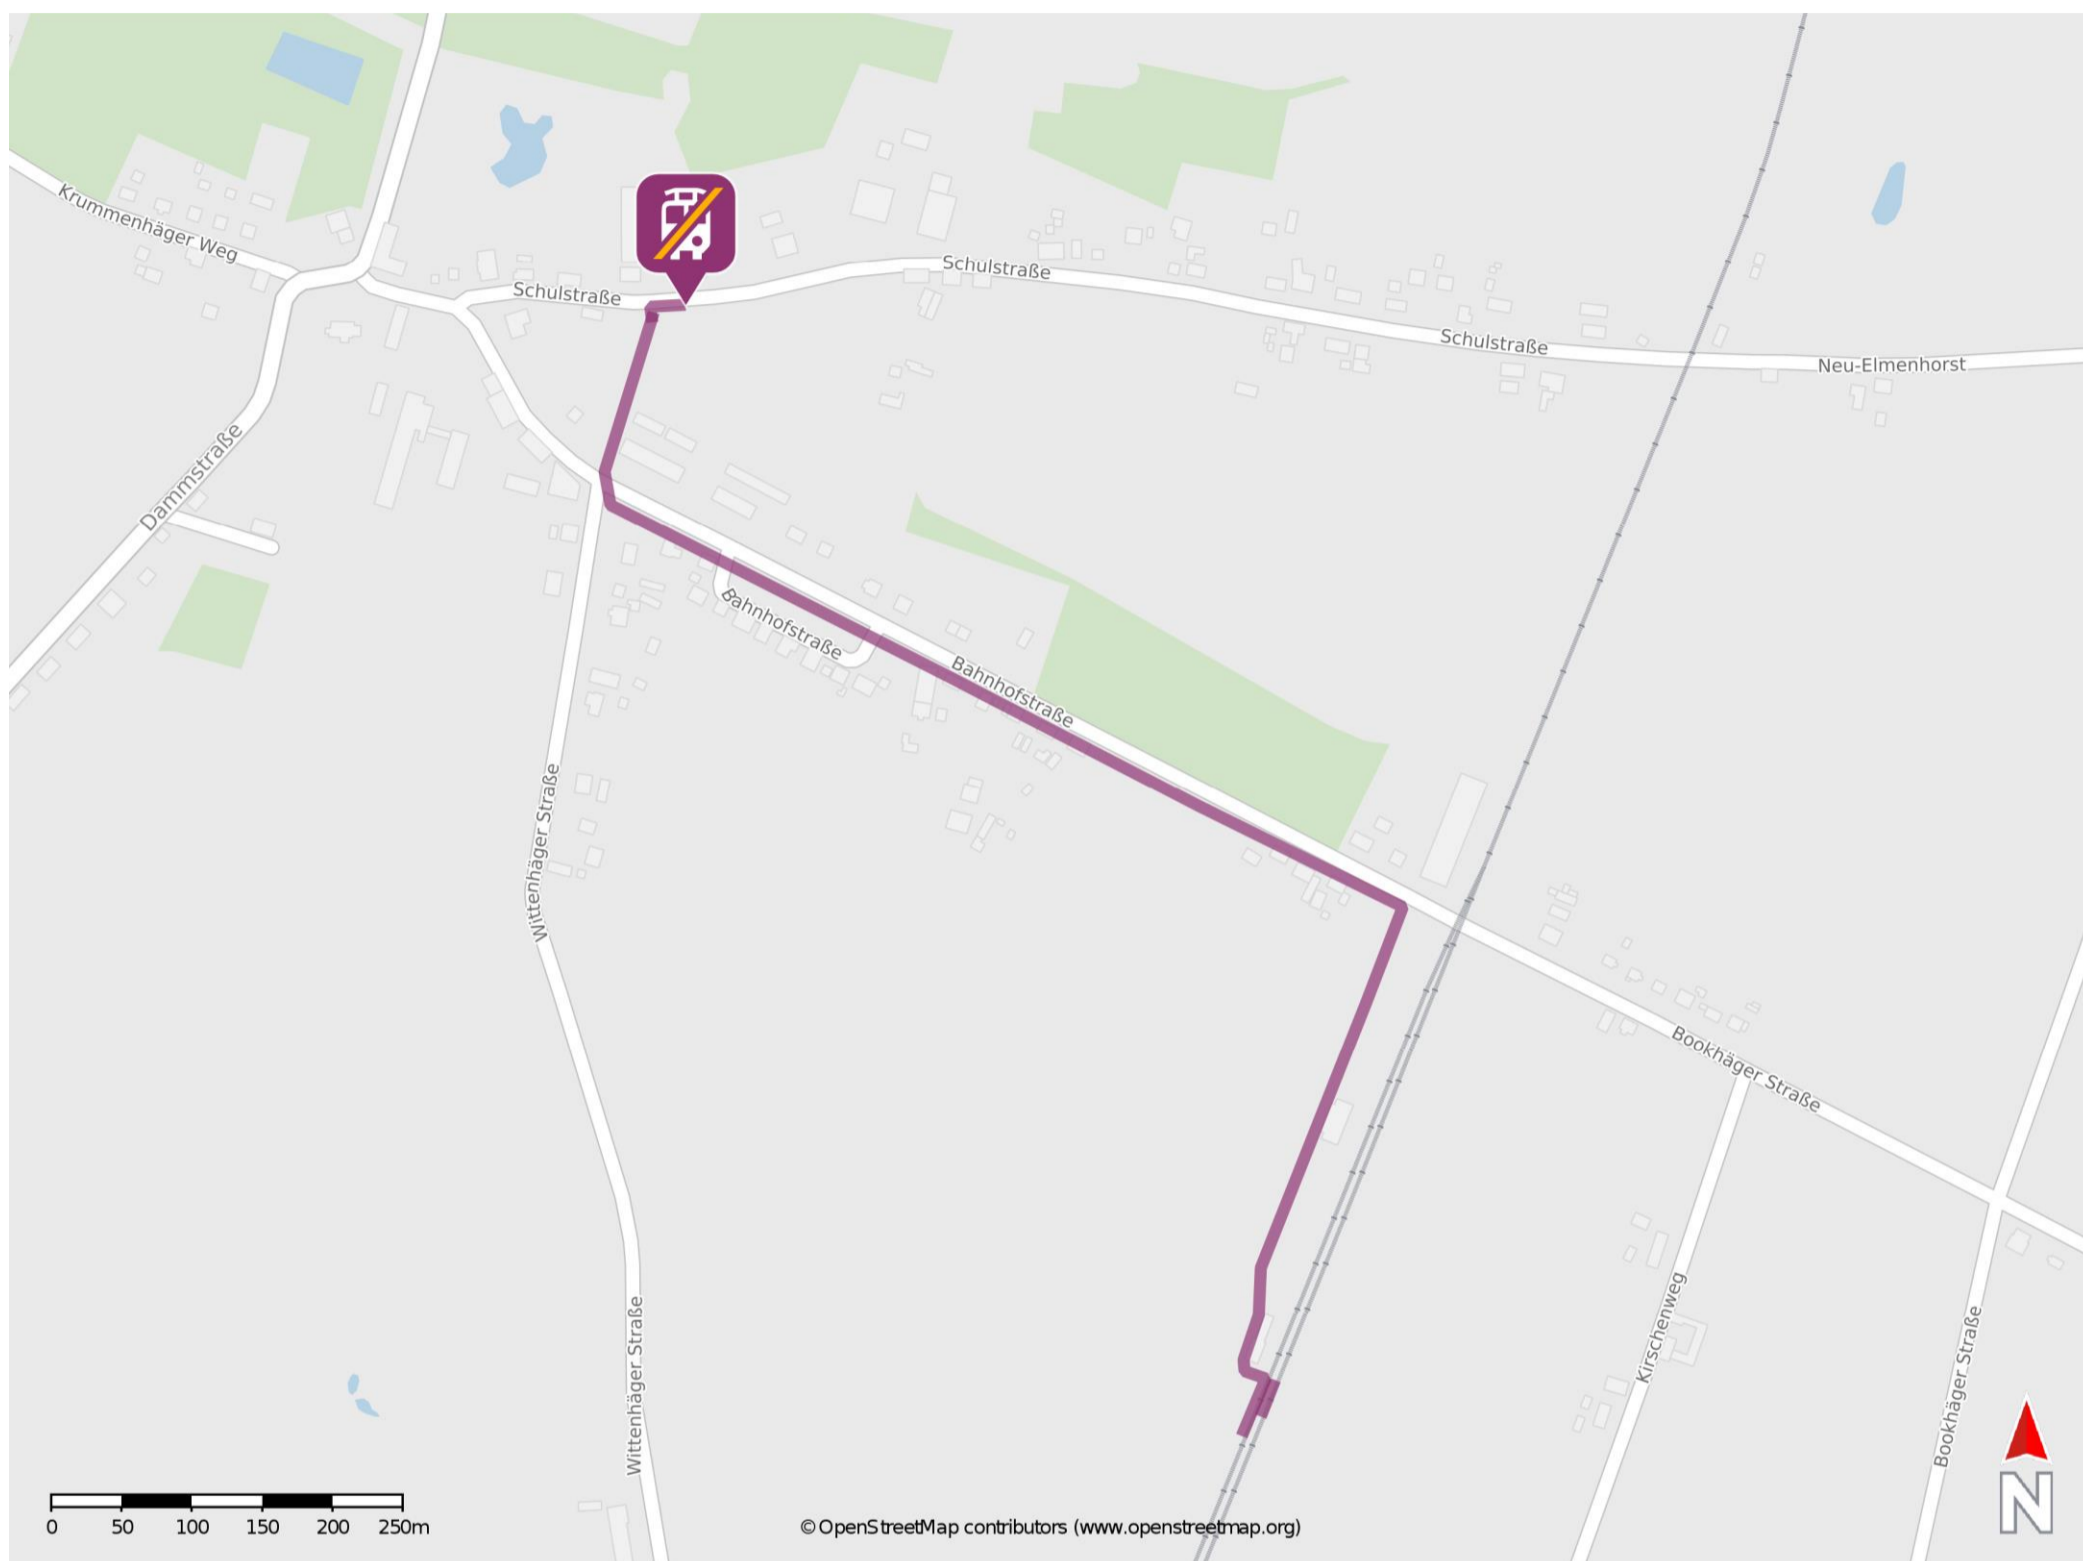 Krummenhäger Weg
Schulstraße
Schulstraße
Schulstraße
Neu-Elmenhorst
Dammstraße
Bahnhofstraße
Bahnhofstraße
Wittenhäger Straße
Bookhäger Straße
Wittenhäger Straße
Kirschenweg
Bookhäger Straße
N
0 50 100 150 200 250m
© OpenStreetMap contributors (www.openstreetmap.org)